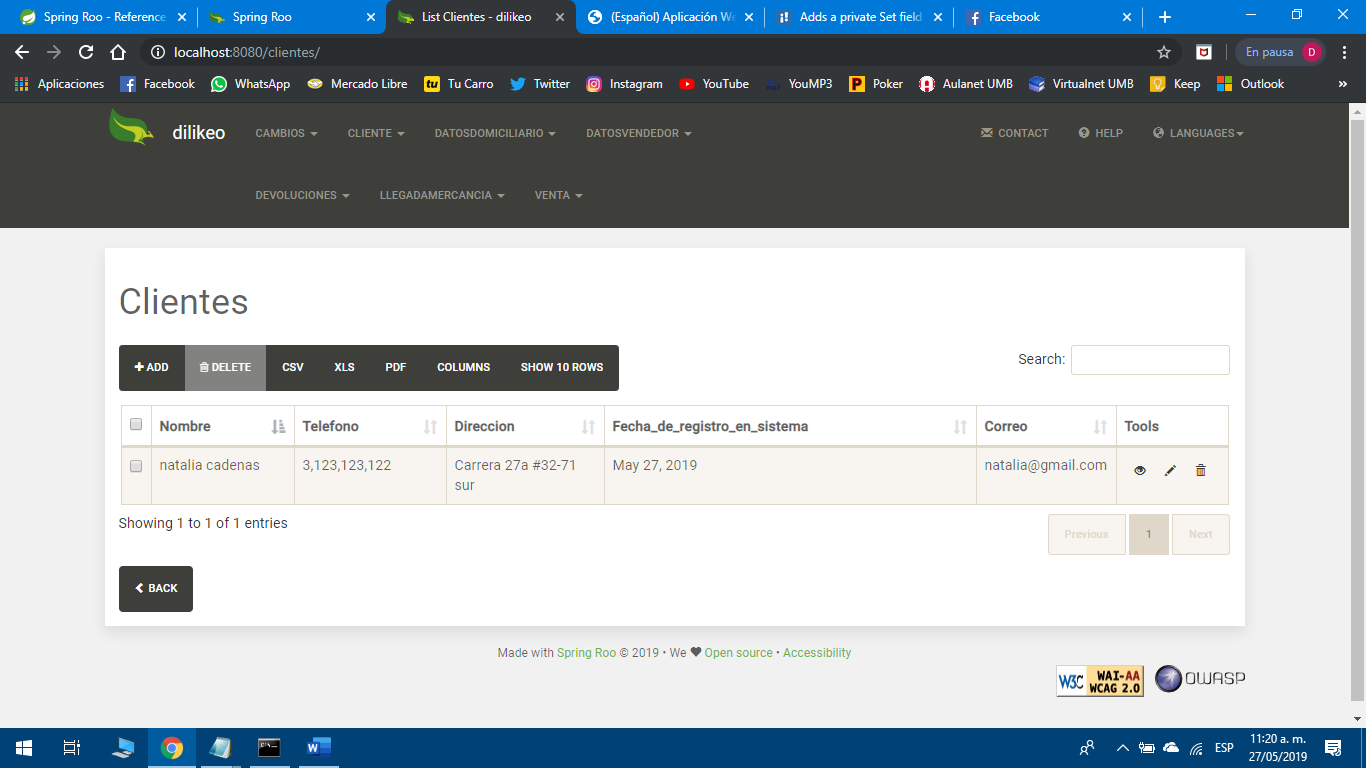 Spring Roo - Reference
Spring Roo
List Clientes - dilikeo
(Español) Aplicación We
Adds a private Set field
Facebook
localhost:8080/clientes/
En pausa
D
Aplicaciones
Facebook
WhatsApp
Mercado Libre
tu
Tu Carro
Twitter
Instagram
YouTube
YouMP3
P
Poker
Aulanet UMB
Virtualnet UMB
Keep
Outlook
»
dilikeo
CAMBIOS
CLIENTE
DATOSDOMICILIARIO
DATOSVENDEDOR
CONTACT
HELP
LANGUAGES
DEVOLUCIONES
LLEGADAMERCANCIA
VENTA
Clientes
ADD
DELETE
CSV
XLS
PDF
COLUMNS
SHOW 10 ROWS
Search:
Nombre
Telefono
Direccion
Fecha_de_registro_en_sistema
Correo
Tools
natalia cadenas
3,123,123,122
Carrera 27a #32-71
sur
May 27, 2019
natalia@gmail.com
Showing 1 to 1 of 1 entries
Previous
1
Next
BACK
Made with Spring Roo © 2019 • We ♥ Open source • Accessibility
W3C WAI-AA
WCAG 2.0
OWASP
ESP
11:20 a. m.
27/05/2019